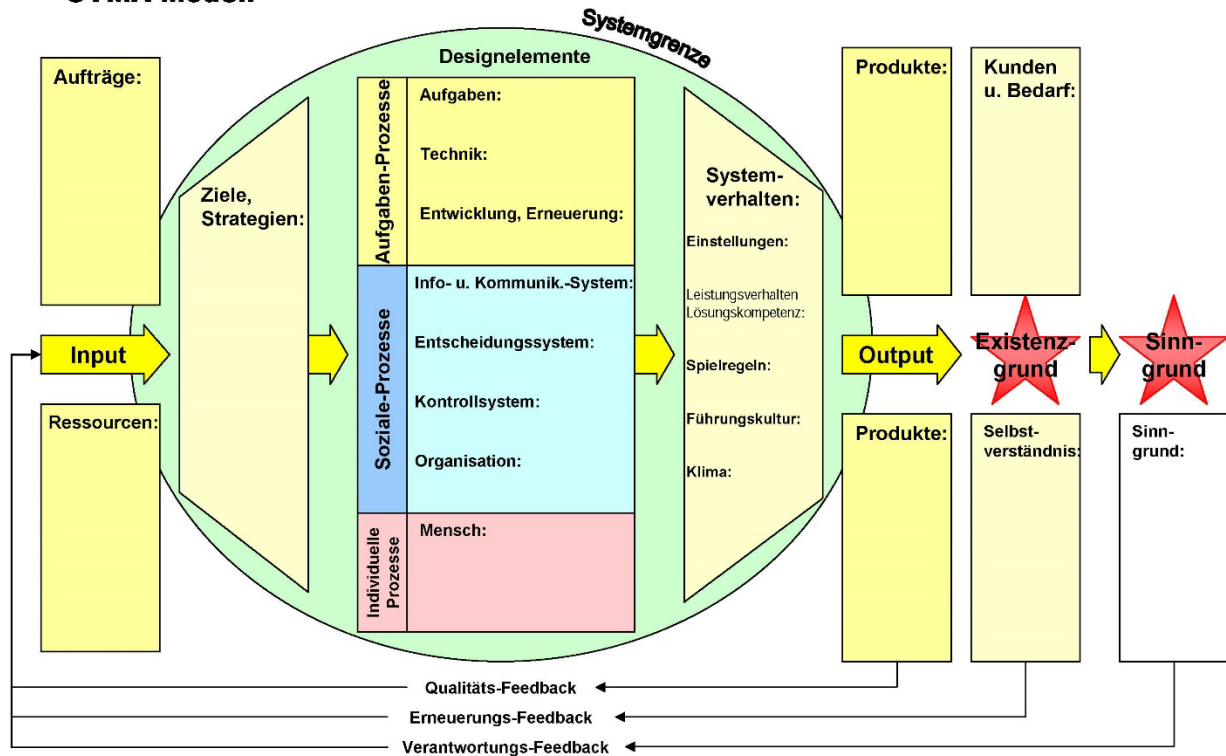 Systemgrenze
Designelemente
Aufträge:
Ressourcen:
Input
Ziele,
Strategien:
Aufgaben-Prozesse
Aufgaben:
Technik:
Entwicklung, Erneuerung:
Soziale-Prozesse
Info- u. Kommunik.-System:
Entscheidungssystem:
Kontrollsystem:
Organisation:
Individuelle
Prozesse
Mensch:
System-
verhalten:
Einstellungen:
Leistungsverhalten
Lösungskompetenz:
Spielregeln:
Führungskultur:
Klima:
Produkte:
Output
Produkte:
Kunden
u. Bedarf:
Existenz-
grund
Selbst-
verständnis:
Sinn-
grund
Sinn-
grund:
Qualitäts-Feedback
Erneuerungs-Feedback
Verantwortungs-Feedback